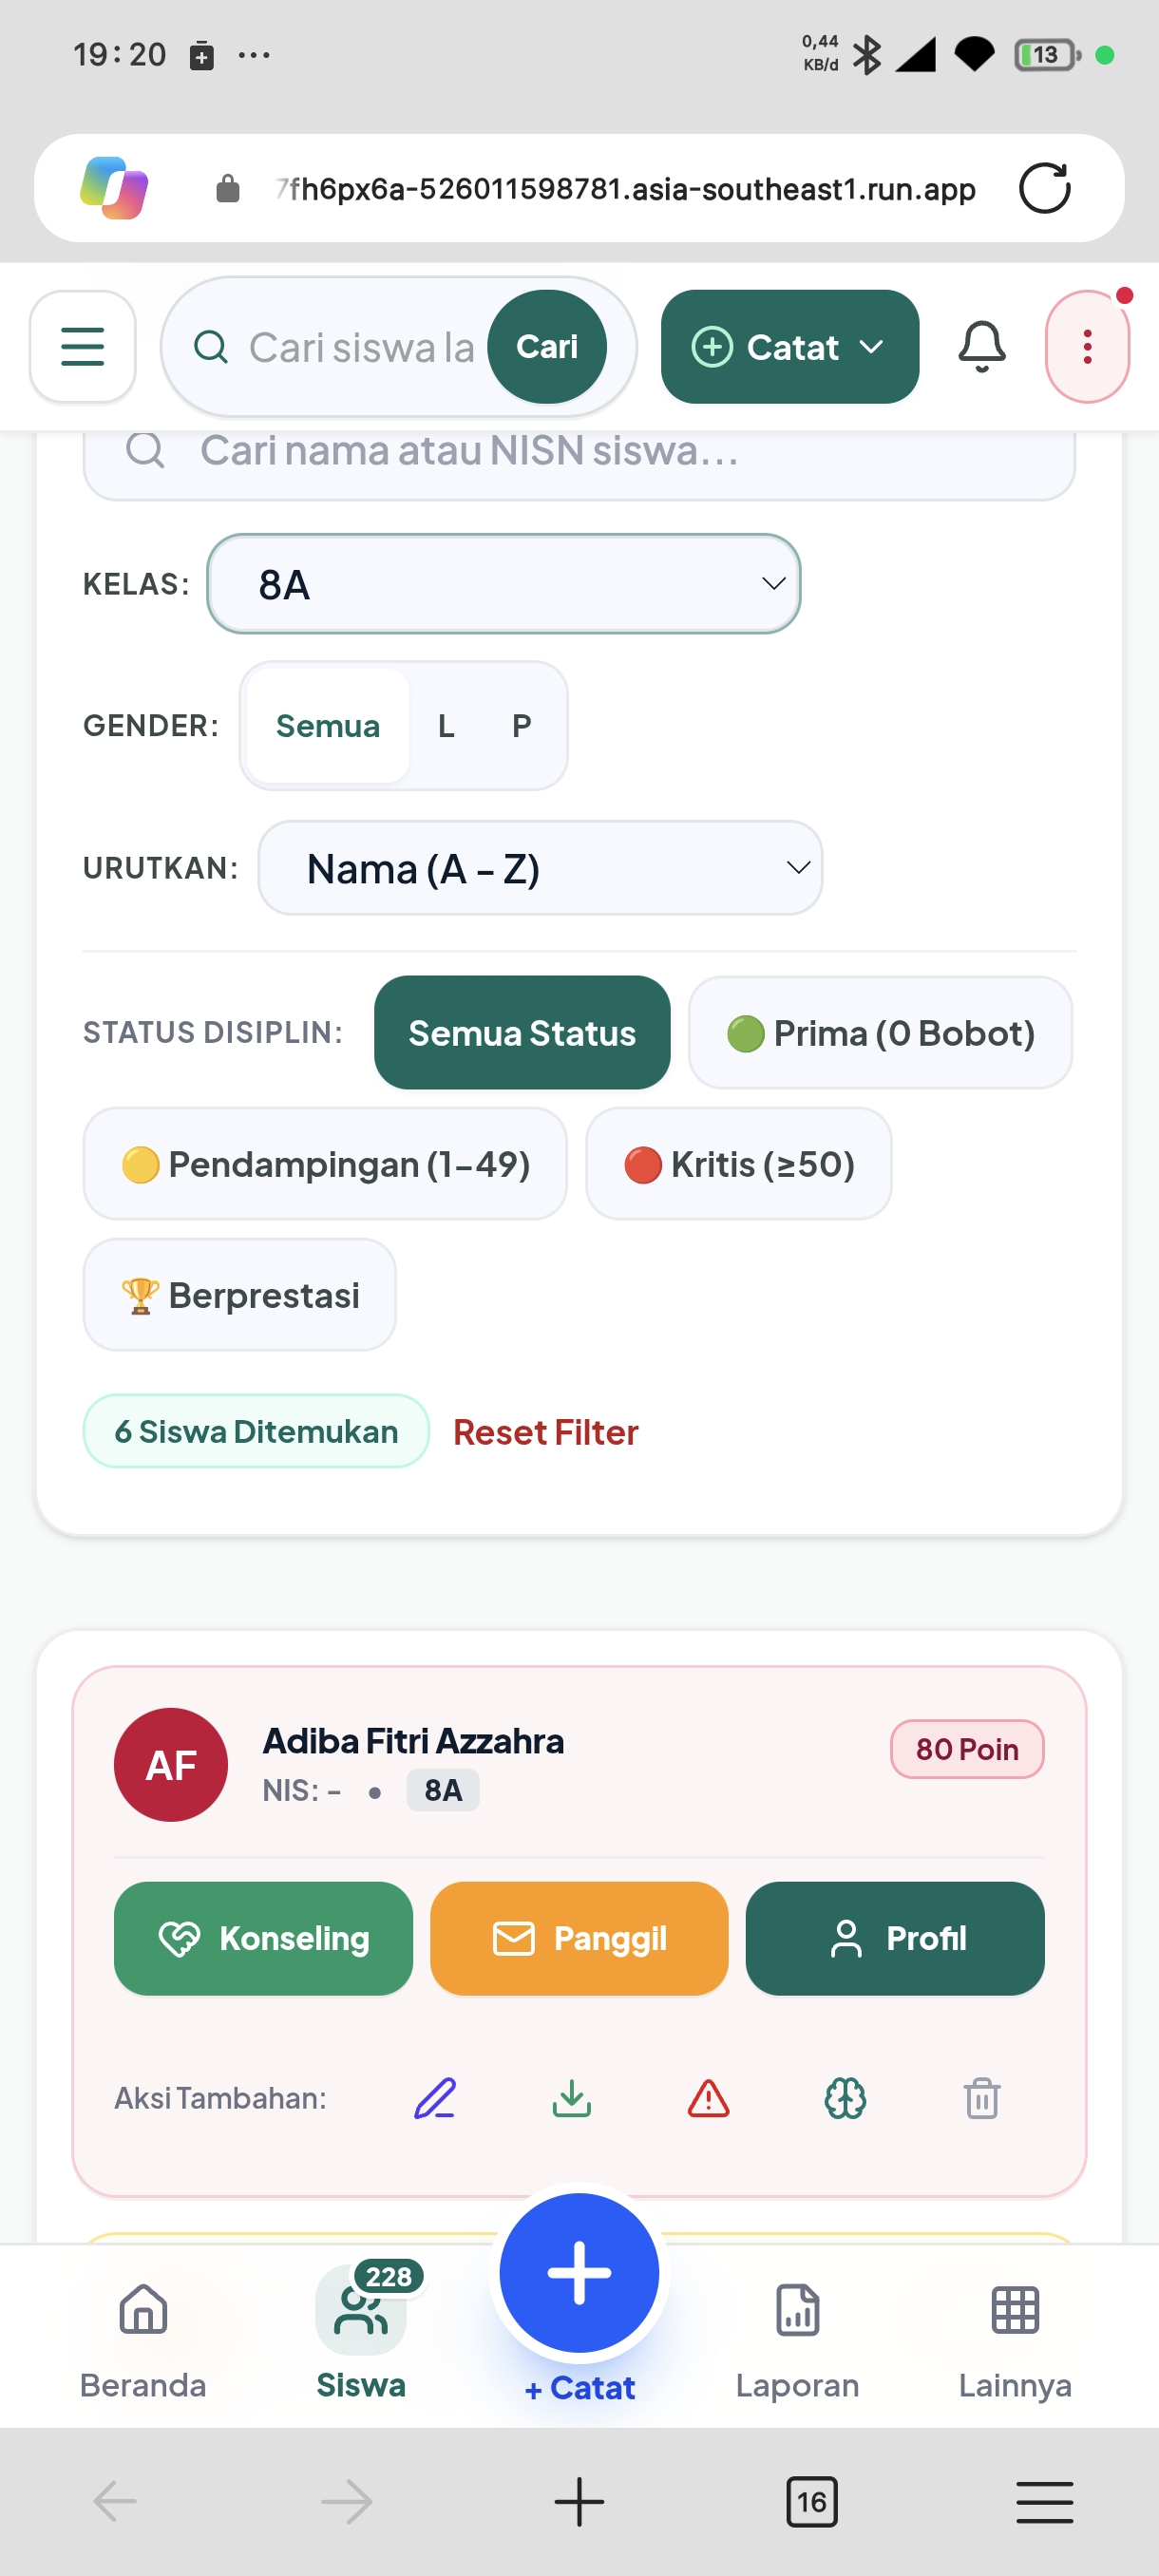 19:20
0,44
KB/d
13
7fh6px6a-526011598781.asia-southeast1.run.app
Cari siswa la
Cari
Catat
Cari nama atau NISN siswa...
KELAS:
8A
GENDER:
Semua
L
P
URUTKAN:
Nama (A - Z)
STATUS DISIPLIN:
Semua Status
Prima (0 Bobot)
Pendampingan (1–49)
Kritis (≥50)
Berprestasi
6 Siswa Ditemukan
Reset Filter
AF
Adiba Fitri Azzahra
80 Poin
NIS: - • 8A
Konseling
Panggil
Profil
Aksi Tambahan:
228
Beranda
Siswa
+ Catat
Laporan
Lainnya
16